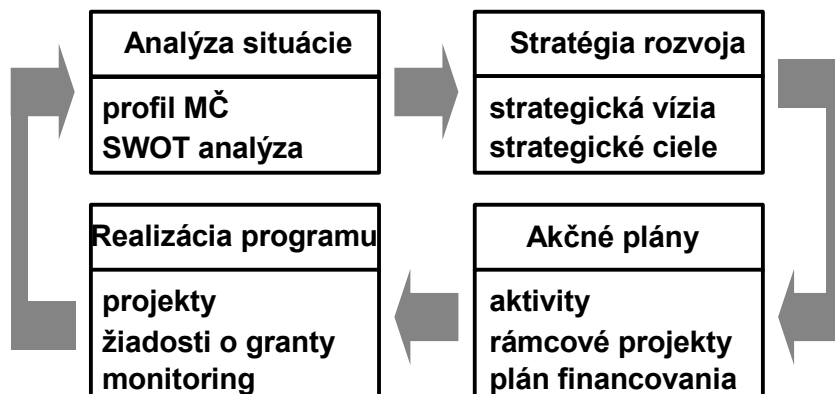 Analýza situácie
profil MČ
SWOT analýza
Stratégia rozvoja
strategická vízia
strategické ciele
Realizácia programu
projekty
žiadosti o granty
monitoring
Akčné plány
aktivity
rámcové projekty
plán financovania